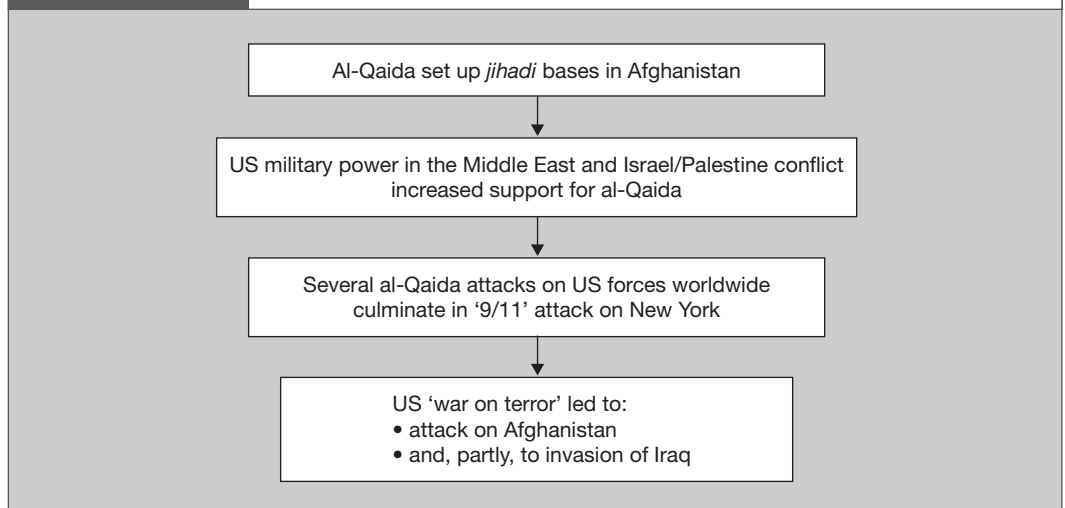 Al-Qaida set up jihadi bases in Afghanistan
US military power in the Middle East and Israel/Palestine conflict
increased support for al-Qaida
Several al-Qaida attacks on US forces worldwide
culminate in ‘9/11’ attack on New York
US ‘war on terror’ led to:
• attack on Afghanistan
• and, partly, to invasion of Iraq